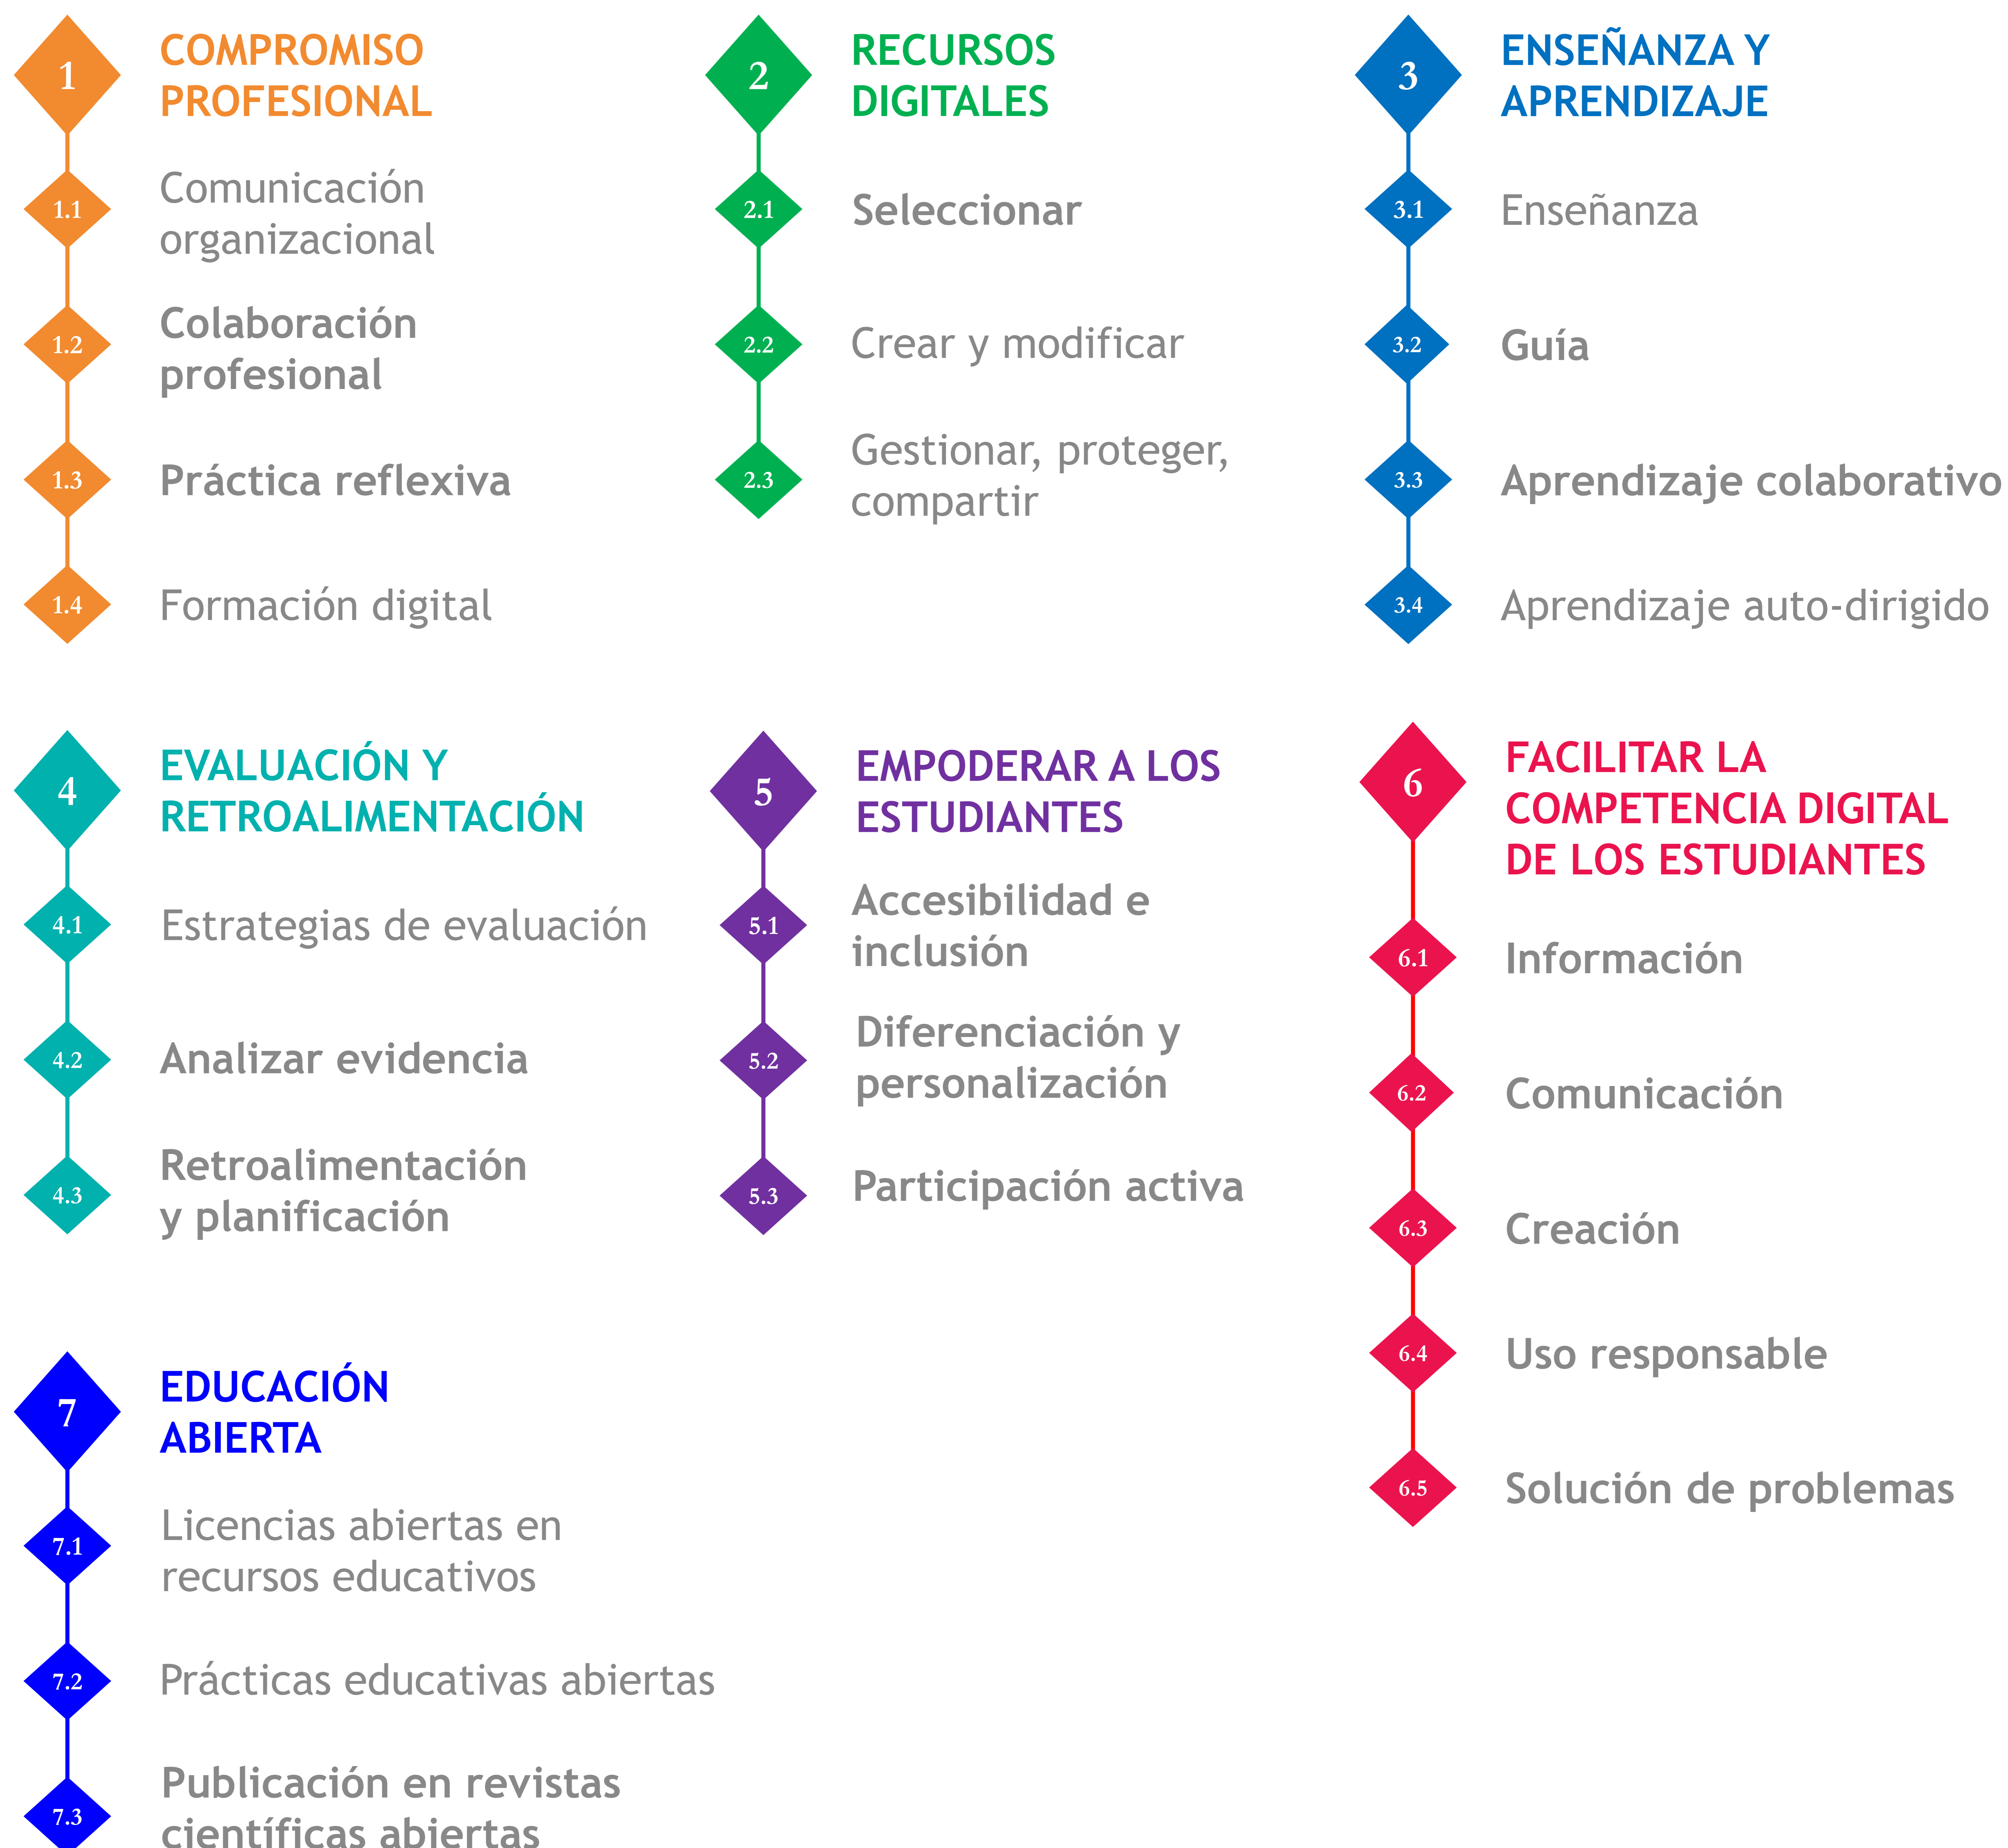 1
COMPROMISO
PROFESIONAL
1.1
Comunicación
organizacional
1.2
Colaboración
profesional
1.3
Práctica reflexiva
1.4
Formación digital
2
RECURSOS
DIGITALES
2.1
Seleccionar
2.2
Crear y modificar
2.3
Gestionar, proteger,
compartir
3
ENSEÑANZA Y
APRENDIZAJE
3.1
Enseñanza
3.2
Guía
3.3
Aprendizaje colaborativo
3.4
Aprendizaje auto-dirigido
4
EVALUACIÓN Y
RETROALIMENTACIÓN
4.1
Estrategias de evaluación
4.2
Analizar evidencia
4.3
Retroalimentación
y planificación
5
EMPODERAR A LOS
ESTUDIANTES
5.1
Accesibilidad e
inclusión
5.2
Diferenciación y
personalización
5.3
Participación activa
6
FACILITAR LA
COMPETENCIA DIGITAL
DE LOS ESTUDIANTES
6.1
Información
6.2
Comunicación
6.3
Creación
6.4
Uso responsable
6.5
Solución de problemas
7
EDUCACIÓN
ABIERTA
7.1
Licencias abiertas en
recursos educativos
7.2
Prácticas educativas abiertas
7.3
Publicación en revistas
científicas abiertas